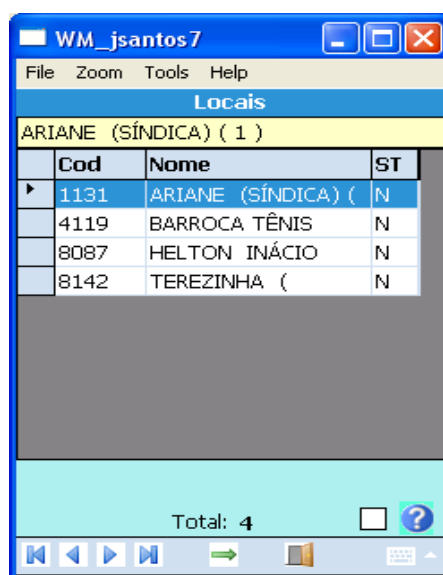 WM_jsantos7
File Zoom Tools Help
Locais
ARIANE (SÍNDICA) ( 1 )
Cod Nome ST
1131 ARIANE (SÍNDICA) ( N
4119 BARROCA TÊNIS N
8087 HELTON INÁCIO N
8142 TEREZINHA ( N
Total: 4 ?